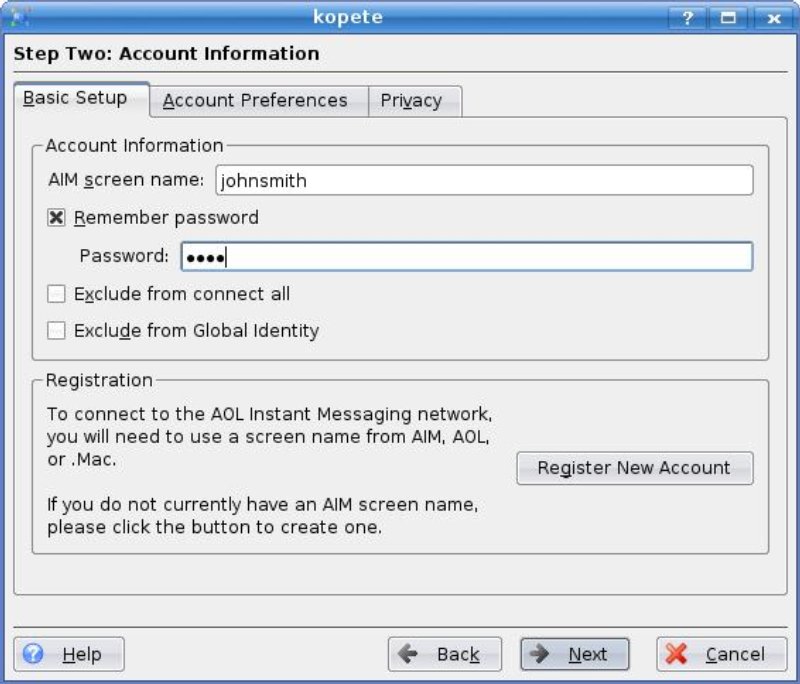 kopete
Step Two: Account Information
Basic Setup
Account Preferences
Privacy
Account Information
AIM screen name:
johnsmith
Remember password
Password:
••••
Exclude from connect all
Exclude from Global Identity
Registration
To connect to the AOL Instant Messaging network,
you will need to use a screen name from AIM, AOL,
or .Mac.
Register New Account
If you do not currently have an AIM screen name,
please click the button to create one.
Help
Back
Next
Cancel